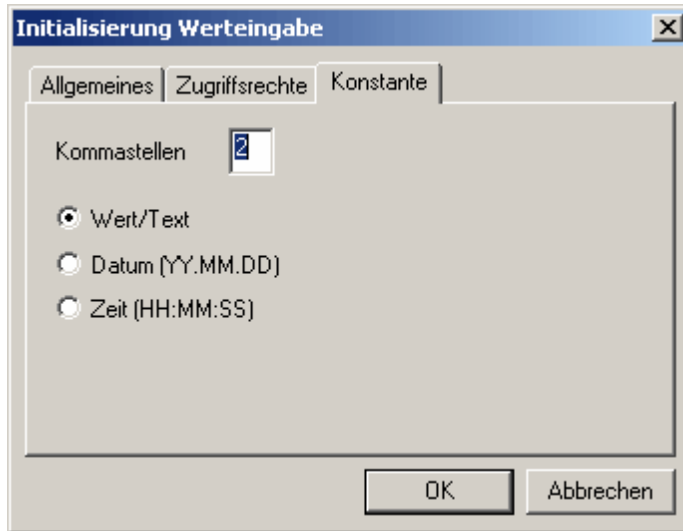 Initialisierung Werteingabe
Allgemeines Zugriffsrechte Konstante
Kommastellen 2
Wert/Text
Datum (YY.MM.DD)
Zeit (HH:MM:SS)
OK Abbrechen